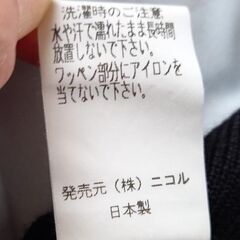 洗濯時のご注意
水や汗で濡れたまま長時間
放置しないで下さい。
ワッペン部分にアイロンを
当てないで下さい。
発売元（株）ニコル
日本製